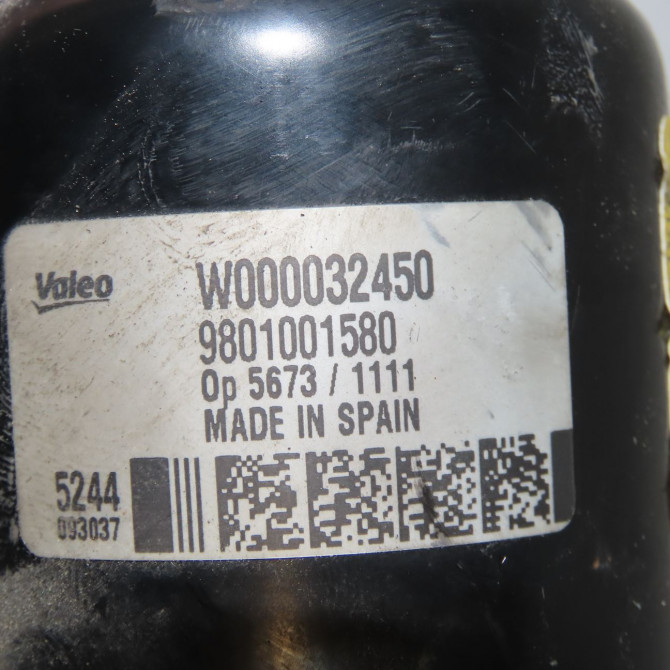 Valeo
W000032450
9801001580
Op 5673 / 1111
MADE IN SPAIN
5244
093037